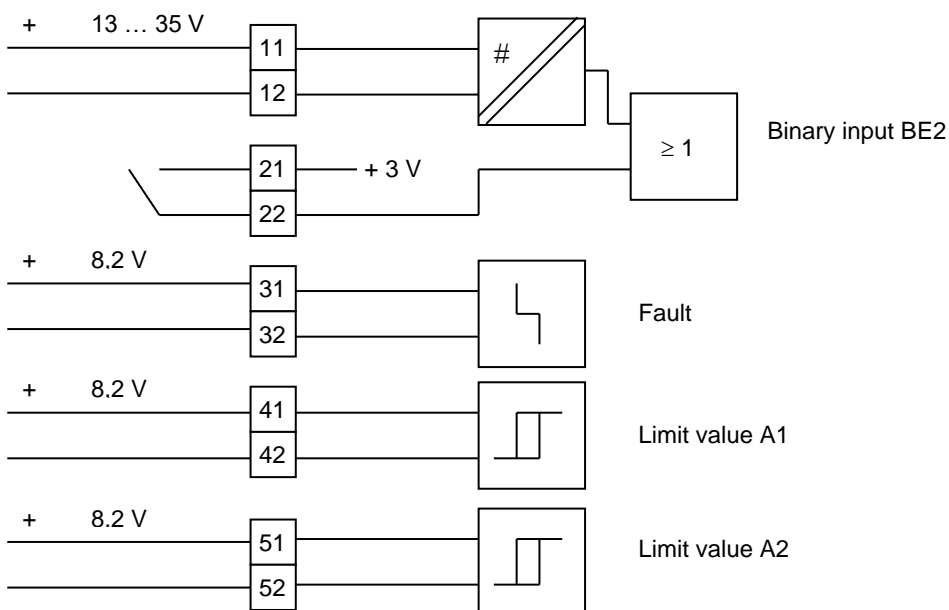 + 13 … 35 V
11
12
#
≥ 1
Binary input BE2
21
+ 3 V
22
+ 8.2 V
31
32
Fault
+ 8.2 V
41
42
Limit value A1
+ 8.2 V
51
52
Limit value A2